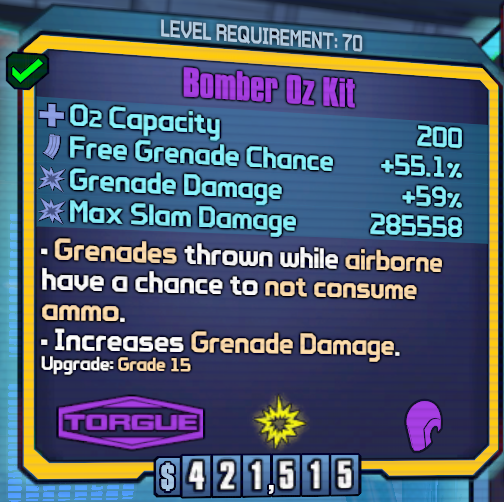 LEVEL REQUIREMENT: 70
Bomber Oz Kit
O2 Capacity 200
Free Grenade Chance +55.1%
Grenade Damage +59%
Max Slam Damage 285558
• Grenades thrown while airborne
have a chance to not consume
ammo.
• Increases Grenade Damage.
Upgrade: Grade 15
TORGUE
$ 421,515